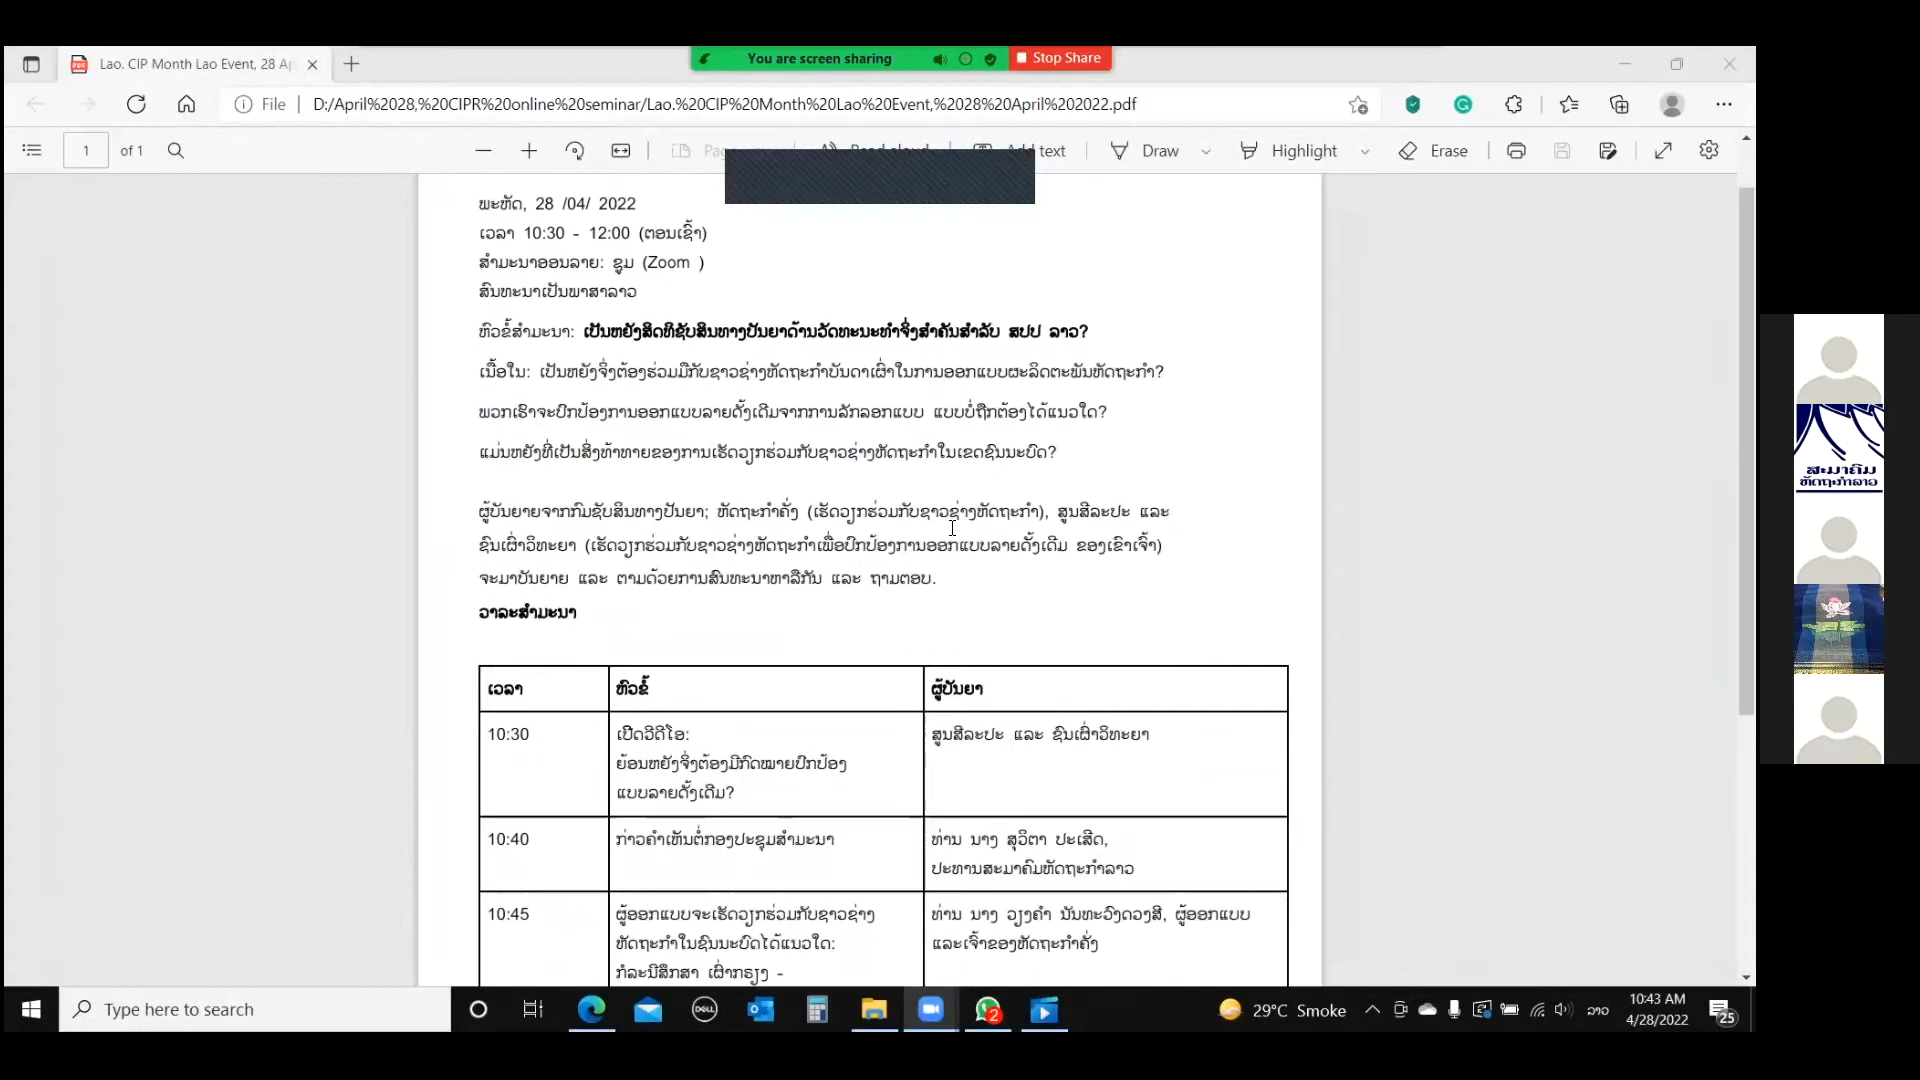 Lao. CIP Month Lao Event, 28 Ap
You are screen sharing
Stop Share
File
D:/April%2028,%20CIPR%20online%20seminar/Lao.%20CIP%20Month%20Lao%20Event,%2028%20April%202022.pdf
1 of 1
Draw
Highlight
Erase
ພະຫັດ, 28 /04/ 2022
ເວລາ 10:30 - 12:00 (ຕອນເຊົ້າ)
ສຳມະນາອອນລາຍ: ຊູມ (Zoom )
ສົນທະນາເປັນພາສາລາວ
ຫົວຂໍ້ສຳມະນາ: ເປັນຫຍັງສິດທິຊັບສິນທາງປັນຍາດ້ານວັດທະນະທຳຈຶ່ງສຳຄັນສຳລັບ ສປປ ລາວ?
ເນື້ອໃນ: ເປັນຫຍັງຈຶ່ງຕ້ອງຮ່ວມມືກັບຊາວຊ່າງຫັດຖະກຳບັນດາເຜົ່າໃນການອອກແບບຜະລິດຕະພັນຫັດຖະກຳ?
ພວກເຮົາຈະປົກປ້ອງການອອກແບບລາຍດັ້ງເດີມຈາກການລັກລອກແບບ ແບບບໍ່ຖືກຕ້ອງໄດ້ແນວໃດ?
ແມ່ນຫຍັງທີ່ເປັນສິ່ງທ້າທາຍຂອງການເຮັດວຽກຮ່ວມກັບຊາວຊ່າງຫັດຖະກຳໃນເຂດຊົນນະບົດ?
ຜູ້ບັນຍາຍຈາກກົມຊັບສິນທາງປັນຍາ; ຫັດຖະກຳຄັ່ງ (ເຮັດວຽກຮ່ວມກັບຊາວຊ່າງຫັດຖະກຳ), ສູນສິລະປະ ແລະ
ຊົນເຜົ່າວິທະຍາ (ເຮັດວຽກຮ່ວມກັບຊາວຊ່າງຫັດຖະກຳເພື່ອປົກປ້ອງການອອກແບບລາຍດັ້ງເດີມ ຂອງເຂົາເຈົ້າ)
ຈະມາບັນຍາຍ ແລະ ຕາມດ້ວຍການສົນທະນາຫາລືກັນ ແລະ ຖາມຕອບ.
ວາລະສຳມະນາ
ເວລາ ຫົວຂໍ້ ຜູ້ບັນຍາ
10:30 ເປີດວີດີໂອ: ສູນສີລະປະ ແລະ ຊົນເຜົ່າວິທະຍາ
ຍ້ອນຫຍັງຈຶ່ງຕ້ອງມີກົດໝາຍປົກປ້ອງ
ແບບລາຍດັ້ງເດີມ?
10:40 ກ່າວຄຳເຫັນຕໍ່ກອງປະຊຸມສຳມະນາ ທ່ານ ນາງ ສຸວິຕາ ປະເສີດ,
ປະທານສະມາຄົມຫັດຖະກຳລາວ
10:45 ຜູ້ອອກແບບຈະເຮັດວຽກຮ່ວມກັບຊາວຊ່າງ ທ່ານ ນາງ ວຽງຄຳ ນັນທະວົງດວງສີ, ຜູ້ອອກແບບ
ຫັດຖະກຳໃນຊົນນະບົດໄດ້ແນວໃດ: ແລະເຈົ້າຂອງຫັດຖະກຳຄັ່ງ
ກໍລະນີສຶກສາ ເຜົ່າກຣຽງ -
ສະມາຄົມ
ຫັດຖະກຳລາວ
Type here to search
DELL
2
29°C Smoke
ລາວ
10:43 AM
4/28/2022
25